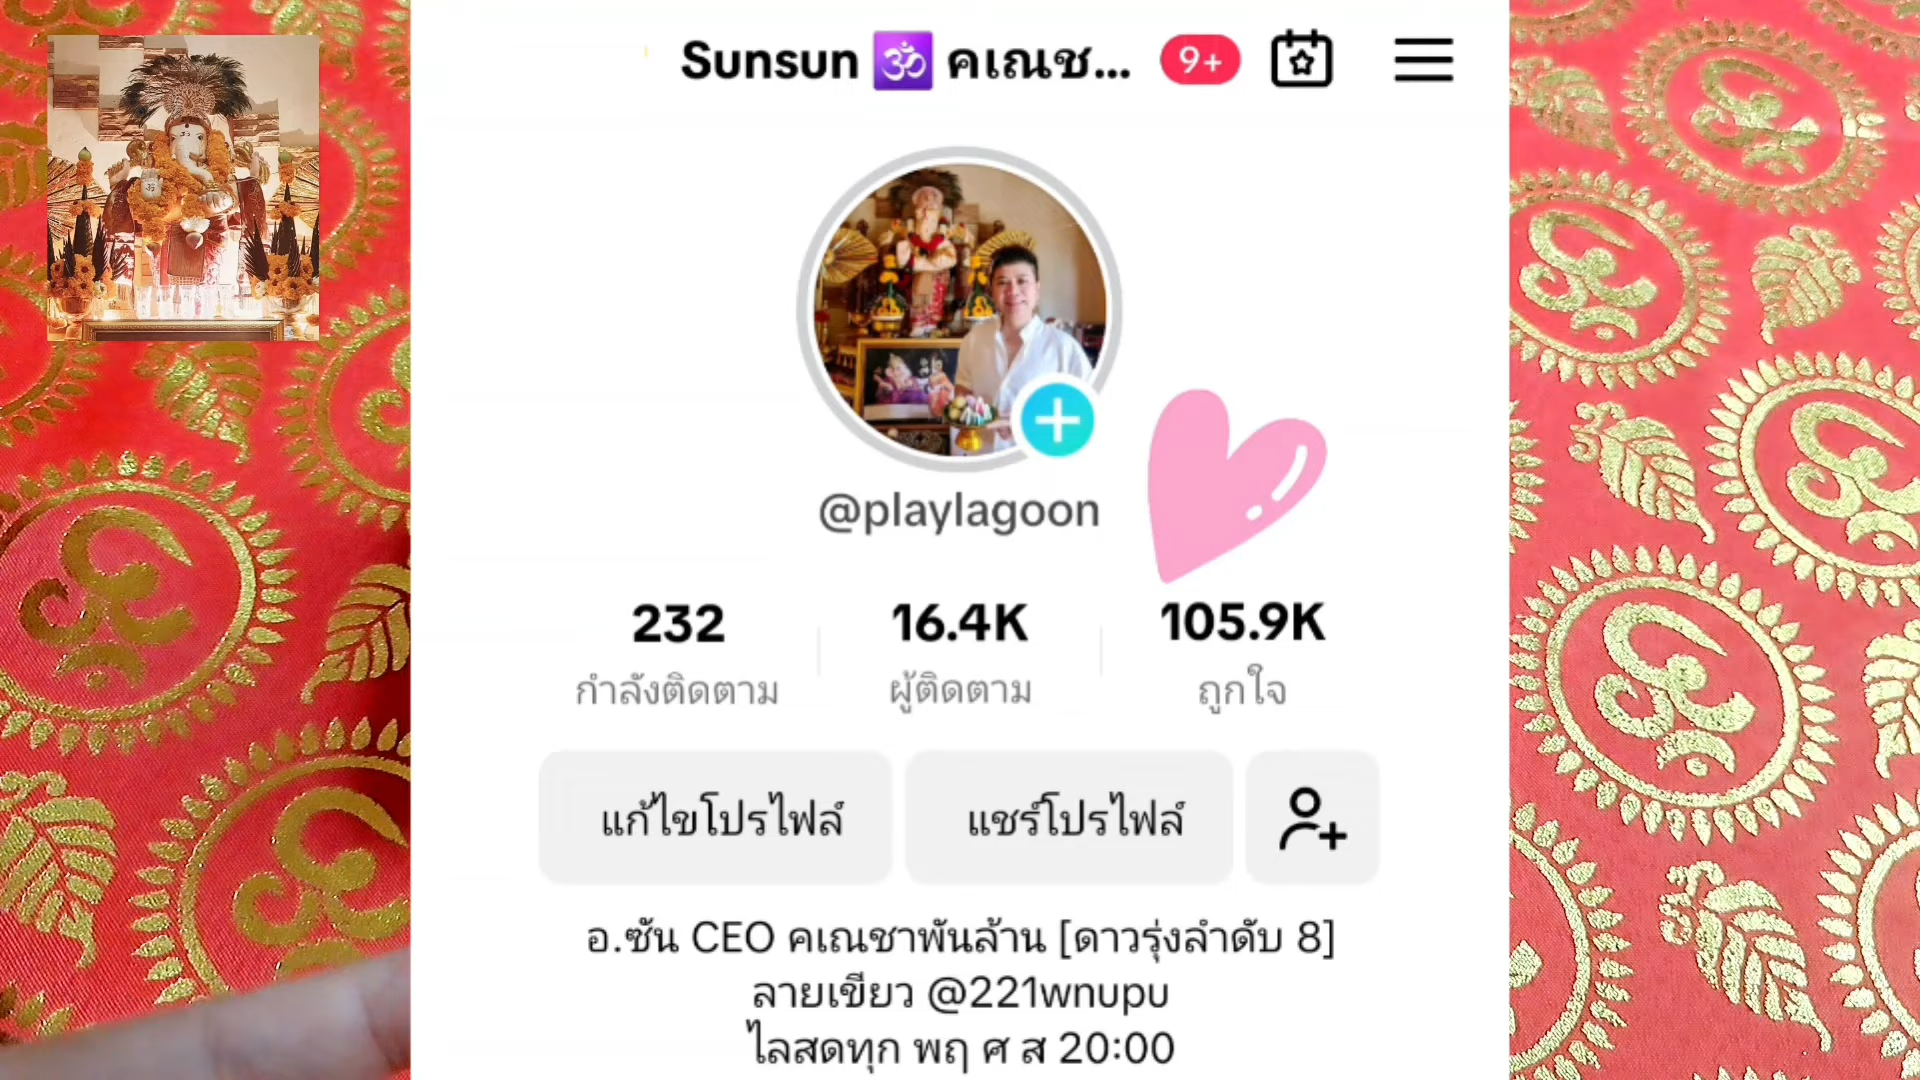 Sunsun 🕉 คเณช... 9+
@playlagoon
232 16.4K 105.9K
กำลังติดตาม ผู้ติดตาม ถูกใจ
แก้ไขโปรไฟล์ แชร์โปรไฟล์
อ.ซัน CEO คเณชาพันล้าน [ดาวรุ่งลำดับ 8]
ลายเขียว @221wnupu
ไลสดทุก พฤ ศ ส 20:00